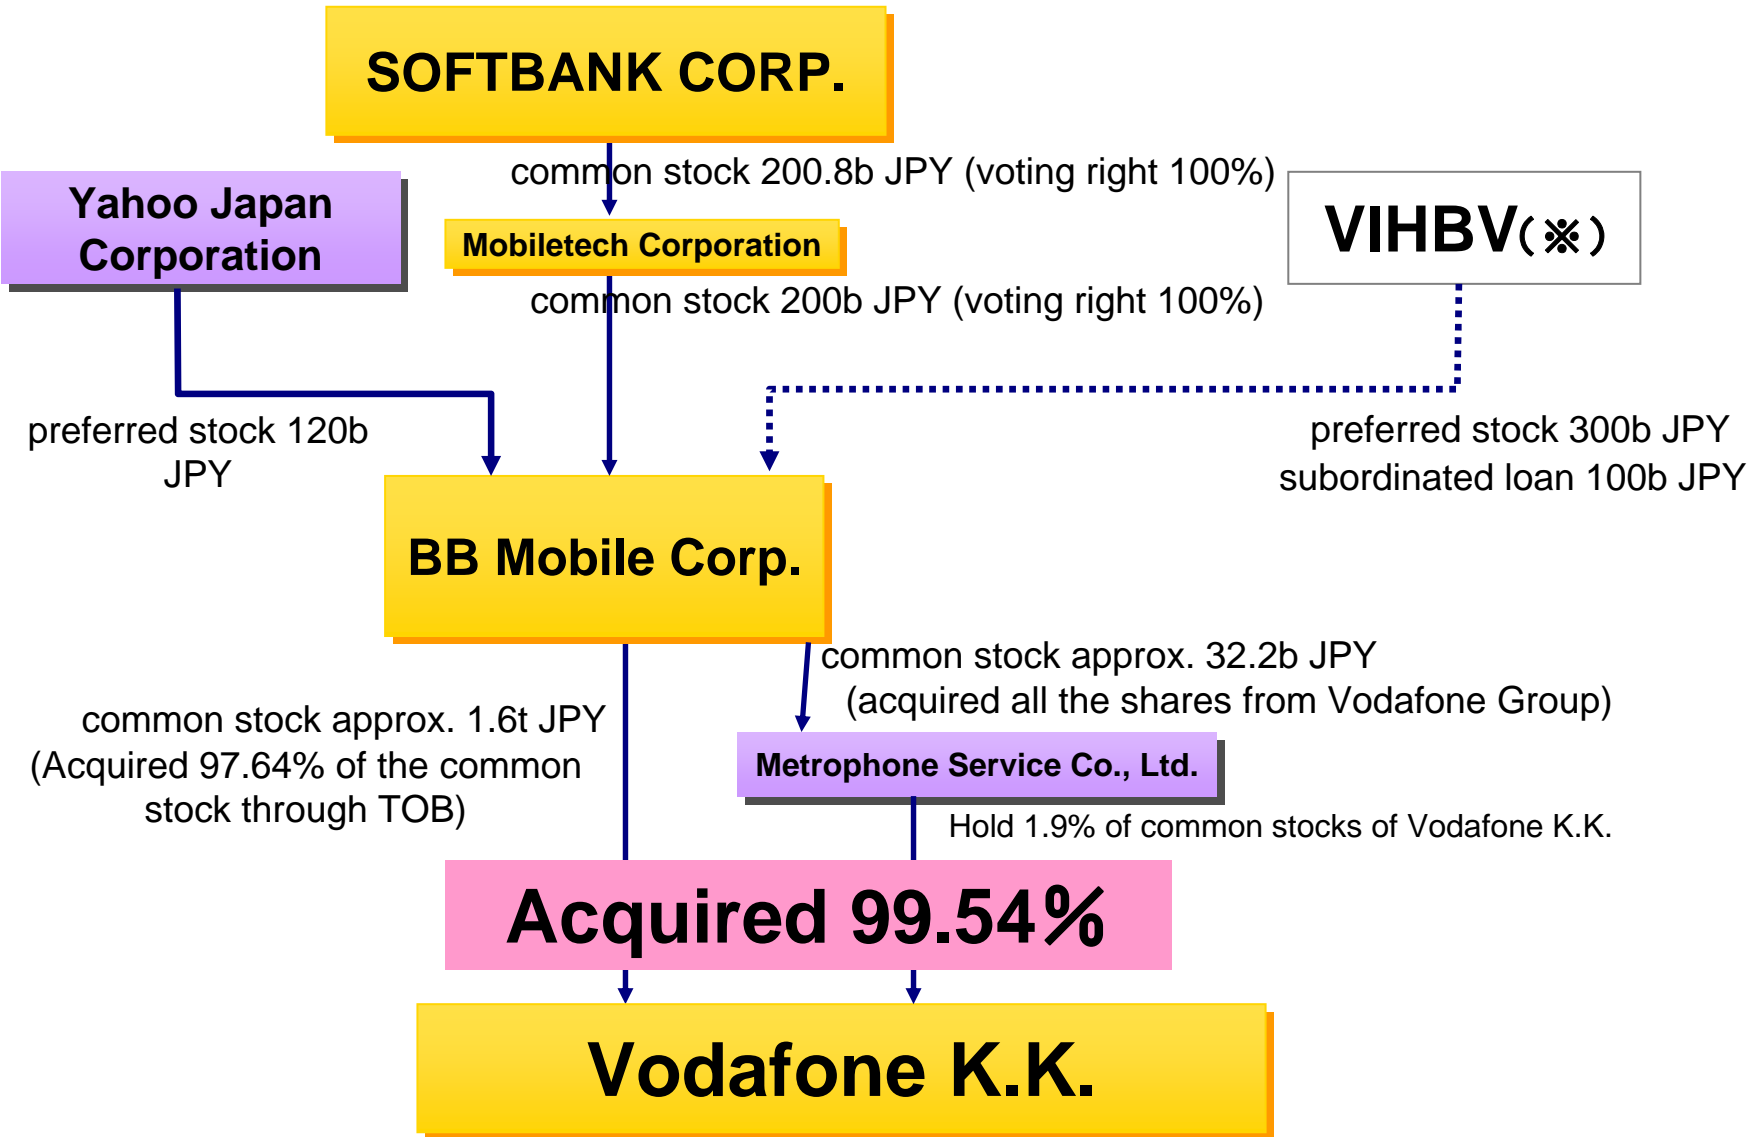 SOFTBANK CORP.
common stock 200.8b JPY (voting right 100%)
Yahoo Japan
Corporation
Mobiletech Corporation
VIHBV(※)
common stock 200b JPY (voting right 100%)
preferred stock 120b
JPY
preferred stock 300b JPY
subordinated loan 100b JPY
BB Mobile Corp.
common stock approx. 32.2b JPY
(acquired all the shares from Vodafone Group)
common stock approx. 1.6t JPY
(Acquired 97.64% of the common
stock through TOB)
Metrophone Service Co., Ltd.
Hold 1.9% of common stocks of Vodafone K.K.
Acquired 99.54%
Vodafone K.K.